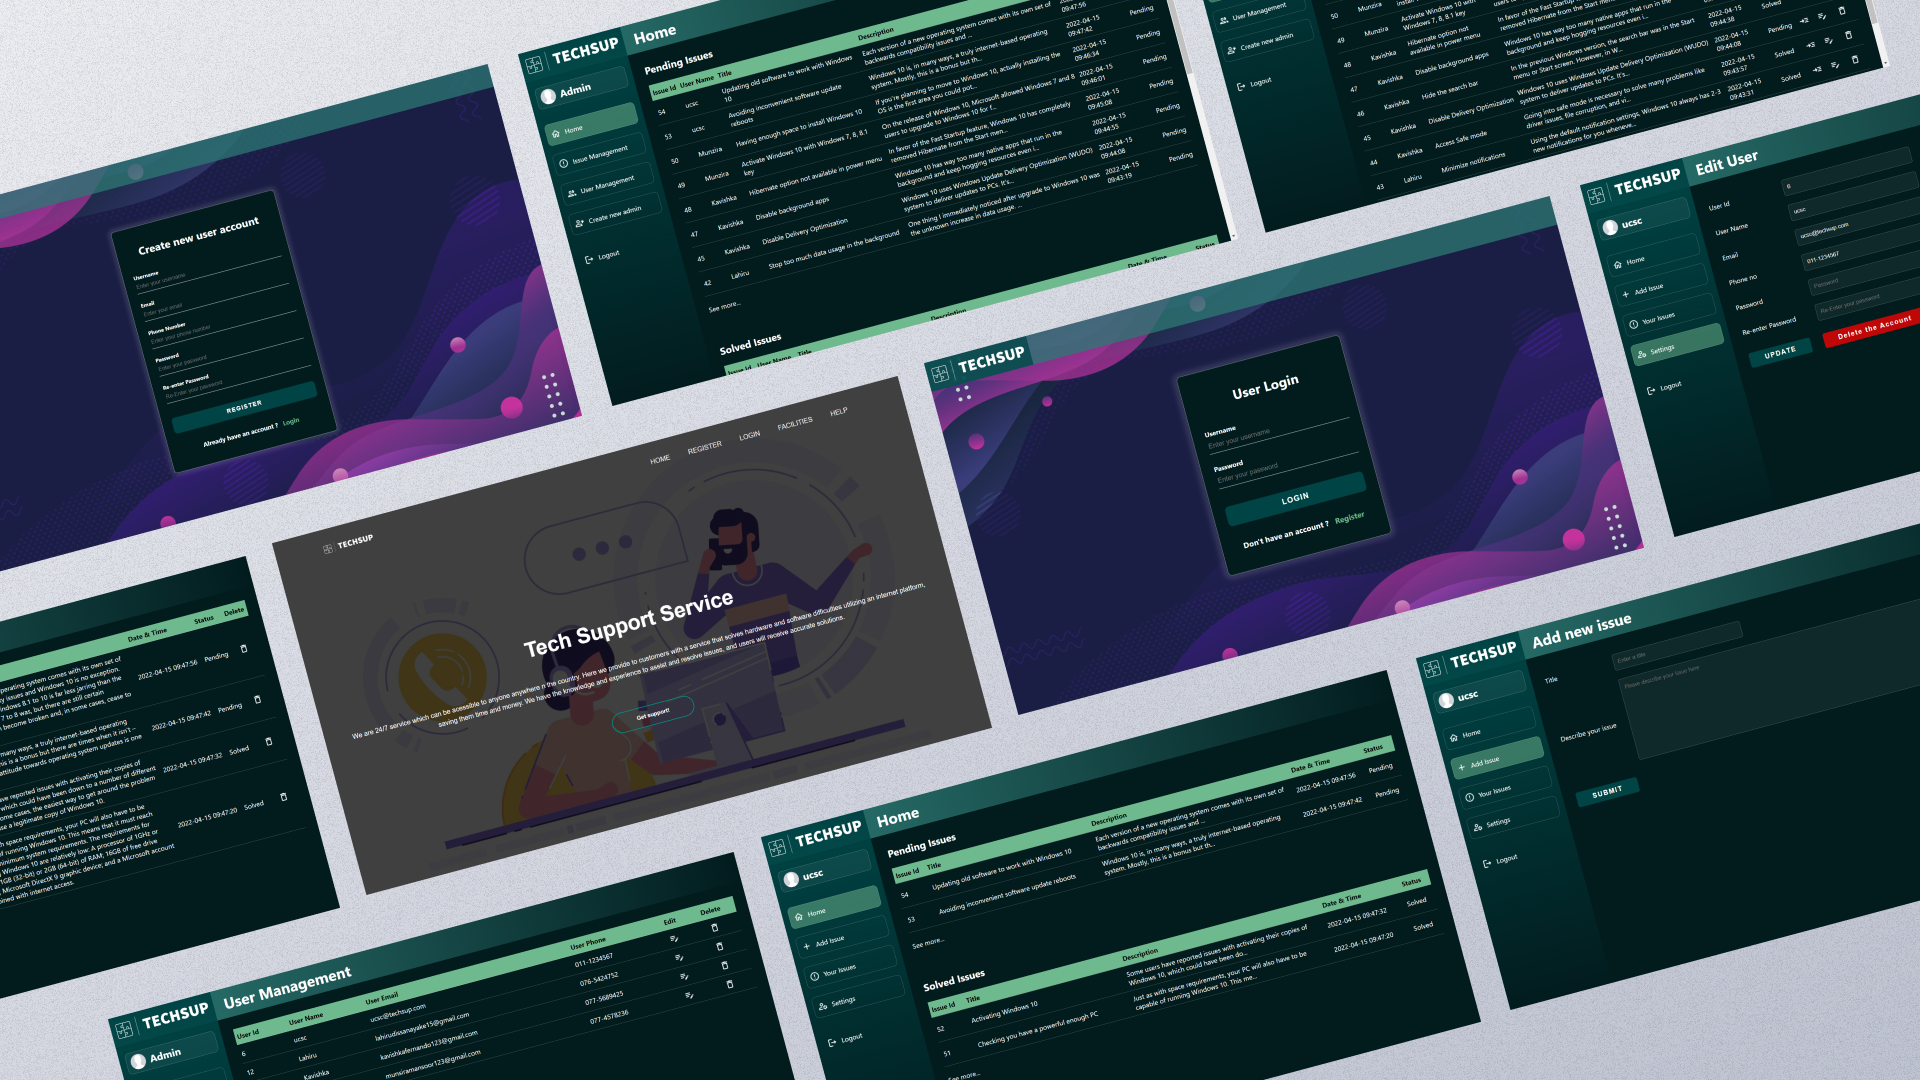 Create new user account
Username
Enter your username
Email
Enter your email
Phone Number
Enter your phone number
Password
Enter your password
Re-enter Password
Re-Enter your password
REGISTER
Already have an account ? Login
TECHSUP
Home
Admin
Home
Issue Management
User Management
Create new admin
Logout
Pending Issues
Issue Id User Name Title Description
54 ucsc Updating old software to work with Windows 10 Each version of a new operating system comes with its own set of backwards compatibility issues and ... 09:47:56 Pending
53 ucsc Avoiding inconvenient software update reboots Windows 10 is, in many ways, a truly internet-based operating system. Mostly, this is a bonus but th... 2022-04-15 09:47:42 Pending
50 Munzira Having enough space to install Windows 10 If you're planning to move to Windows 10, actually installing the OS is the first area you could pot... 2022-04-15 09:46:34 Pending
49 Munzira Activate Windows 10 with Windows 7, 8, 8.1 key On the release of Windows 10, Microsoft allowed Windows 7 and 8 users to upgrade to Windows 10 for f... 2022-04-15 09:46:01 Pending
48 Kavishka Hibernate option not available in power menu In favor of the Fast Startup feature, Windows 10 has completely removed Hibernate from the Start men... 2022-04-15 09:45:08 Pending
47 Kavishka Disable background apps Windows 10 has way too many native apps that run in the background and keep hogging resources even i... 2022-04-15 09:44:55 Pending
45 Kavishka Disable Delivery Optimization Windows 10 uses Windows Update Delivery Optimization (WUDO) system to deliver updates to PCs. It's... 2022-04-15 09:44:08 Pending
42 Lahiru Stop too much data usage in the background One thing I immediately noticed after upgrade to Windows 10 was the unknown increase in data usage. ... 2022-04-15 09:43:19 Pending
See more...
Solved Issues
Issue Id User Name Title Description Date & Time Status
User Management
Create new admin
Logout
50 Munzira
49 Munzira Activate Windows 10 with Windows 7, 8, 8.1 key
48 Kavishka Hibernate option not available in power menu In favor of the Fast Startup
47 Kavishka Disable background apps Windows 10 has way too many native apps that run in the background and keep hogging resources even i... 2022-04-15 09:44:38 Solved
46 Kavishka Hide the search bar In the previous Windows version, the search bar was in the Start menu or Start screen. However, in W... 2022-04-15 09:44:08 Pending
45 Kavishka Disable Delivery Optimization Windows 10 uses Windows Update Delivery Optimization (WUDO) system to deliver updates to PCs. It's... 2022-04-15 09:43:57 Solved
44 Kavishka Access Safe mode Going into safe mode is necessary to solve many problems like driver issues, file corruption, and vi... 2022-04-15 09:43:31 Solved
43 Lahiru Minimize notifications Using the default notification settings, Windows 10 always has 2-3 new notifications for you wheneve...
TECHSUP
Edit User
ucsc
Home
Add Issue
Your Issues
Settings
Logout
User Id 6
User Name ucsc
Email ucsc@techsup.com
Phone no 011-1234567
Password Password
Re-enter Password Re-Enter your password
UPDATE Delete the Account
TECHSUP
HOME REGISTER LOGIN FACILITIES HELP
Tech Support Service
We are 24/7 service which can be acessible to anyone anywhere n the country. Here we provide to customers with a service that solves hardware and software difficulties utilizing an internet platform,
saving them time and money. We have the knowledge and experience to assist and resolve issues, and users will receive accurate solutions.
Get support!
TECHSUP
User Login
Username
Enter your username
Password
Enter your password
LOGIN
Don't have an account ? Register
Date & Time Status Delete
operating system comes with its own set of
y issues and Windows 10 is no exception.
ndows 8.1 to 10 is far less jarring than the
7 to 8 was, but there are still certain
become broken and, in some cases, cease to
2022-04-15 09:47:56 Pending
many ways, a truly internet-based operating
his is a bonus but there are times when it isn't –
attitude towards operating system updates is one
2022-04-15 09:47:42 Pending
ave reported issues with activating their copies of
which could have been down to a number of different
ome cases, the easiest way to get around the problem
e a legitimate copy of Windows 10.
2022-04-15 09:47:32 Solved
h space requirements, your PC will also have to be
of running Windows 10. This means that it must reach
inimum system requirements. The requirements for
Windows 10 are relatively low: A processor of 1GHz or
1GB (32-bit) or 2GB (64-bit) of RAM; 16GB of free drive
Microsoft DirectX 9 graphic device; and a Microsoft account
ined with internet access.
2022-04-15 09:47:20 Solved
TECHSUP
User Management
Admin
User Id User Name User Email User Phone Edit Delete
6 ucsc ucsc@techsup.com 011-1234567
12 Lahiru lahirudissanayake15@gmail.com 076-5424752
Kavishka kavishkafernando123@gmail.com 077-5689425
munsiramansoor123@gmail.com 077-4578236
TECHSUP
Home
ucsc
Home
Add Issue
Your Issues
Settings
Logout
Pending Issues
Issue Id Title Description Date & Time Status
54 Updating old software to work with Windows 10 Each version of a new operating system comes with its own set of backwards compatibility issues and ... 2022-04-15 09:47:56 Pending
53 Avoiding inconvenient software update reboots Windows 10 is, in many ways, a truly internet-based operating system. Mostly, this is a bonus but th... 2022-04-15 09:47:42 Pending
See more...
Solved Issues
Issue Id Title Description Date & Time Status
52 Activating Windows 10 Some users have reported issues with activating their copies of Windows 10, which could have been do... 2022-04-15 09:47:32 Solved
51 Checking you have a powerful enough PC Just as with space requirements, your PC will also have to be capable of running Windows 10. This me... 2022-04-15 09:47:20 Solved
See more...
TECHSUP
Add new issue
ucsc
Home
Add Issue
Your Issues
Settings
Logout
Title Enter a title
Describe your issue Please describe your issue here
SUBMIT